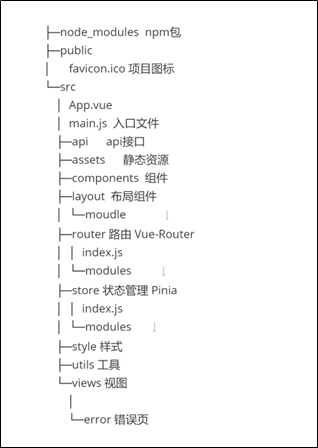 ├─node_modules npm包
├─public
│ favicon.ico 项目图标
└─src
│ App.vue
│ main.js 入口文件
├─api api接口
├─assets 静态资源
├─components 组件
├─layout 布局组件
│ └─moudle ↓
├─router 路由 Vue-Router
│ │ index.js
│ └─modules ↓
├─store 状态管理 Pinia
│ │ index.js
│ └─modules ↓
├─style 样式
├─utils 工具
└─views 视图
│
└─error 错误页